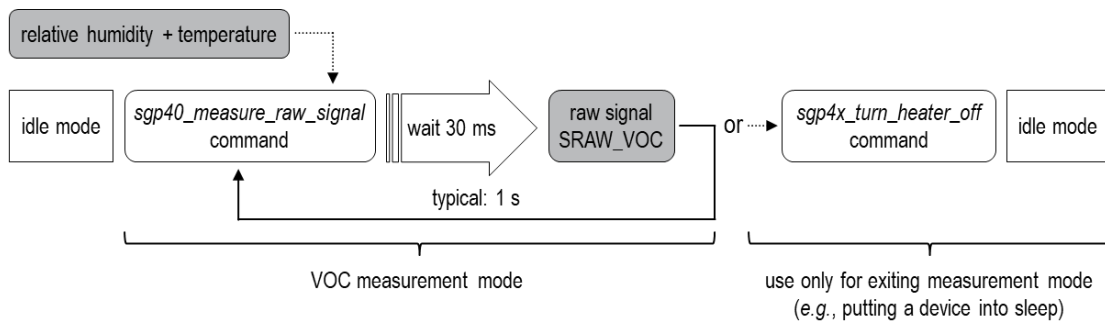 relative humidity + temperature
idle mode
sgp40_measure_raw_signal
command
wait 30 ms
raw signal
SRAW_VOC
or
sgp4x_turn_heater_off
command
idle mode
typical: 1 s
VOC measurement mode
use only for exiting measurement mode
(e.g., putting a device into sleep)